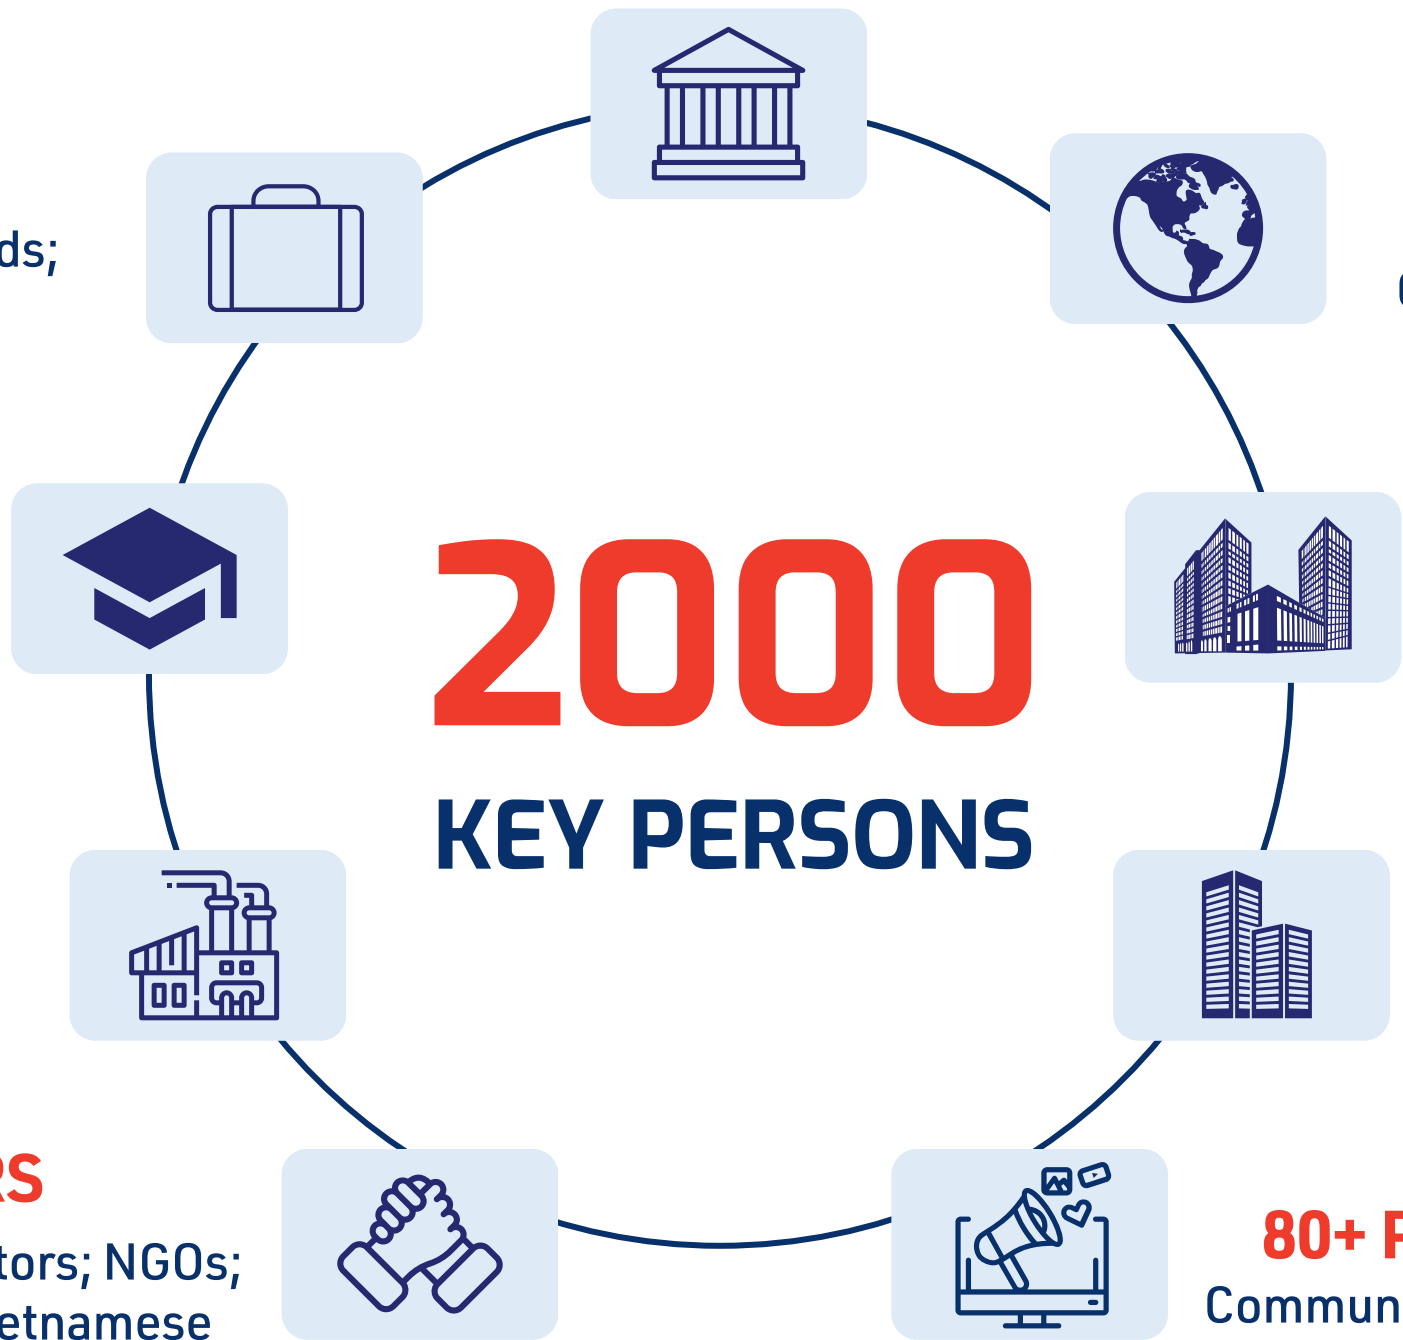 ds;
2000
KEY PERSONS
RS
tors; NGOs;
etnamese
80+ P
Commun